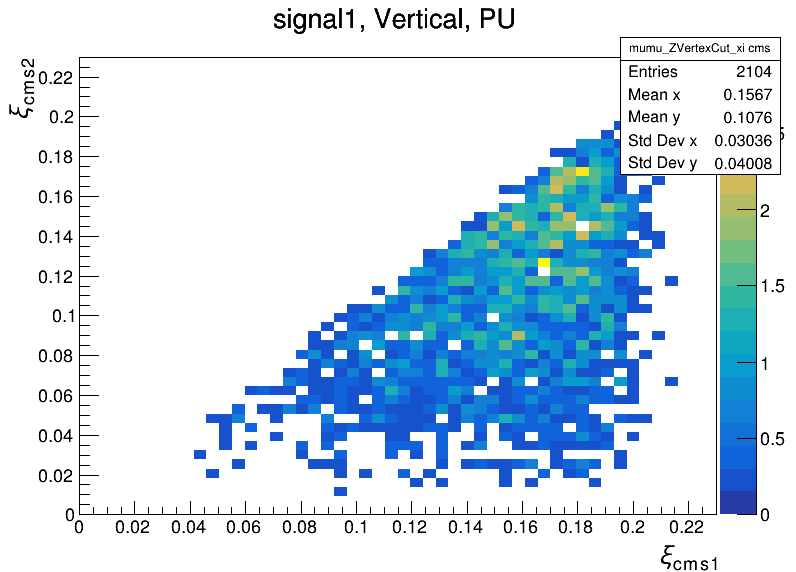 signal1, Vertical, PU
mumu_ZVertexCut_xi cms
Entries 2104
Mean x 0.1567
Mean y 0.1076
Std Dev x 0.03036
Std Dev y 0.04008
ξcms2
0.22
0.2
0.18
0.16
0.14
0.12
0.1
0.08
0.06
0.04
0.02
0
0 0.02 0.04 0.06 0.08 0.1 0.12 0.14 0.16 0.18 0.2 0.22
ξcms1
5
2
1.5
1
0.5
0